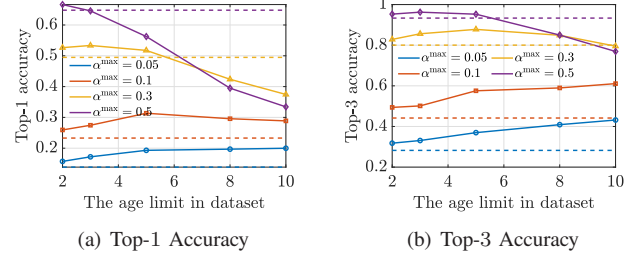 0.6
0.5
0.4
0.3
0.2
Top-1 accuracy
α^max = 0.05
α^max = 0.1
α^max = 0.3
α^max = 0.5
2 4 6 8 10
The age limit in dataset
(a) Top-1 Accuracy
1
0.8
0.6
0.4
0.2
Top-3 accuracy
α^max = 0.05 α^max = 0.3
α^max = 0.1 α^max = 0.5
2 4 6 8 10
The age limit in dataset
(b) Top-3 Accuracy